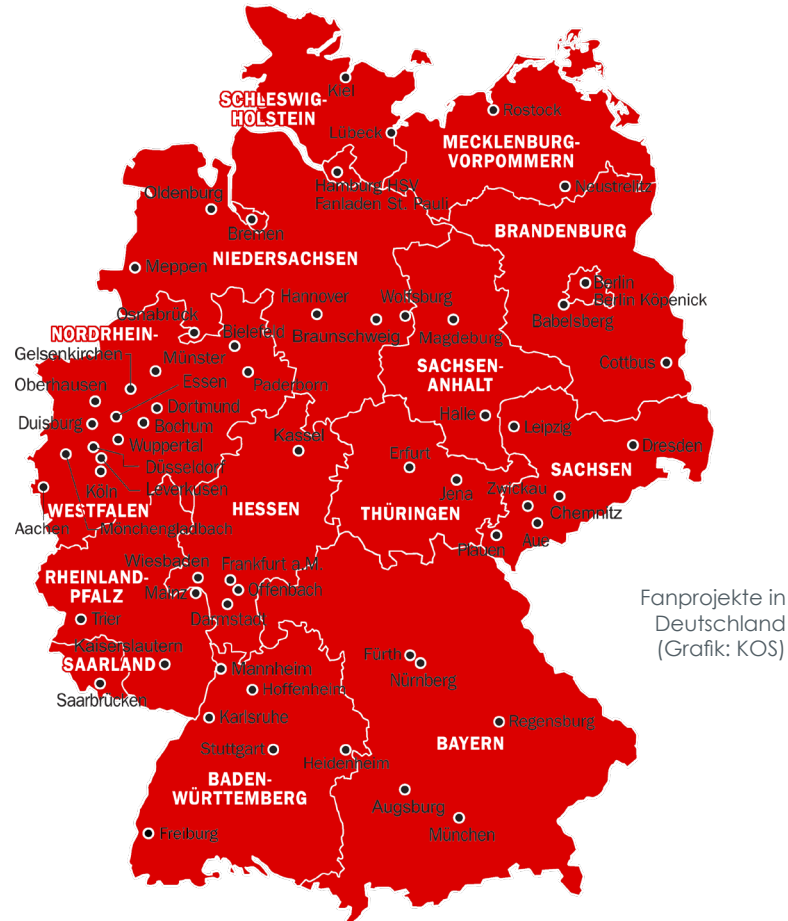 Kiel
SCHLESWIG-
HOLSTEIN
Rostock
Lübeck
MECKLENBURG-
VORPOMMERN
Hamburg HSV
Fanladen St. Pauli
Neustrelitz
Oldenburg
Bremen
BRANDENBURG
NIEDERSACHSEN
Meppen
Berlin
Berlin Köpenick
Babelsberg
Hannover
Wolfsburg
Osnabrück
Braunschweig
Magdeburg
NORDRHEIN-
Bielefeld
Gelsenkirchen
Münster
SACHSEN-
ANHALT
Cottbus
Oberhausen
Essen
Paderborn
Dortmund
Duisburg
Bochum
Halle
Leipzig
Wuppertal
Kassel
Dresden
Düsseldorf
Erfurt
SACHSEN
Köln
Leverkusen
Jena
Zwickau
WESTFALEN
HESSEN
THÜRINGEN
Chemnitz
Aachen
Mönchengladbach
Plauen
Aue
Wiesbaden
Frankfurt a.M.
RHEINLAND-
PFALZ
Mainz
Offenbach
Darmstadt
Trier
Fanprojekte in
Deutschland
(Grafik: KOS)
Kaiserslautern
SAARLAND
Mannheim
Fürth
Nürnberg
Saarbrücken
Hoffenheim
Karlsruhe
Regensburg
Stuttgart
Heidenheim
BAYERN
BADEN-
WÜRTTEMBERG
Augsburg
München
Freiburg